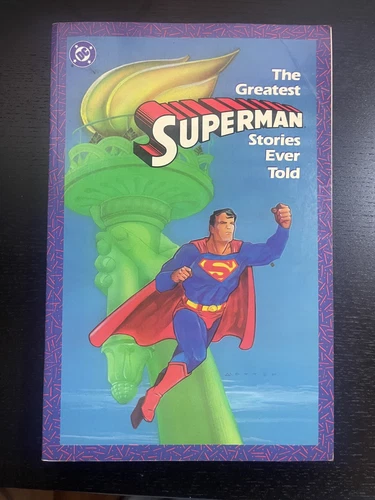 DC
The
Greatest
SUPERMAN
Stories
Ever
Told
S